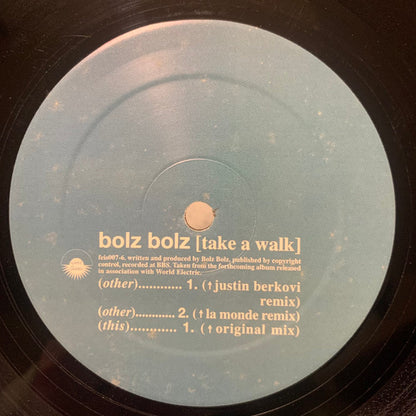 bolz bolz [take a walk]
feis007-6, written and produced by Bolz Bolz, published by copyright
control, recorded at BBS. Taken from the forthcoming album released
in association with World Electric.
(other)............ 1. (↑justin berkovi
remix)
(other)............ 2. (↑la monde remix)
(this)............ 1. (↑original mix)